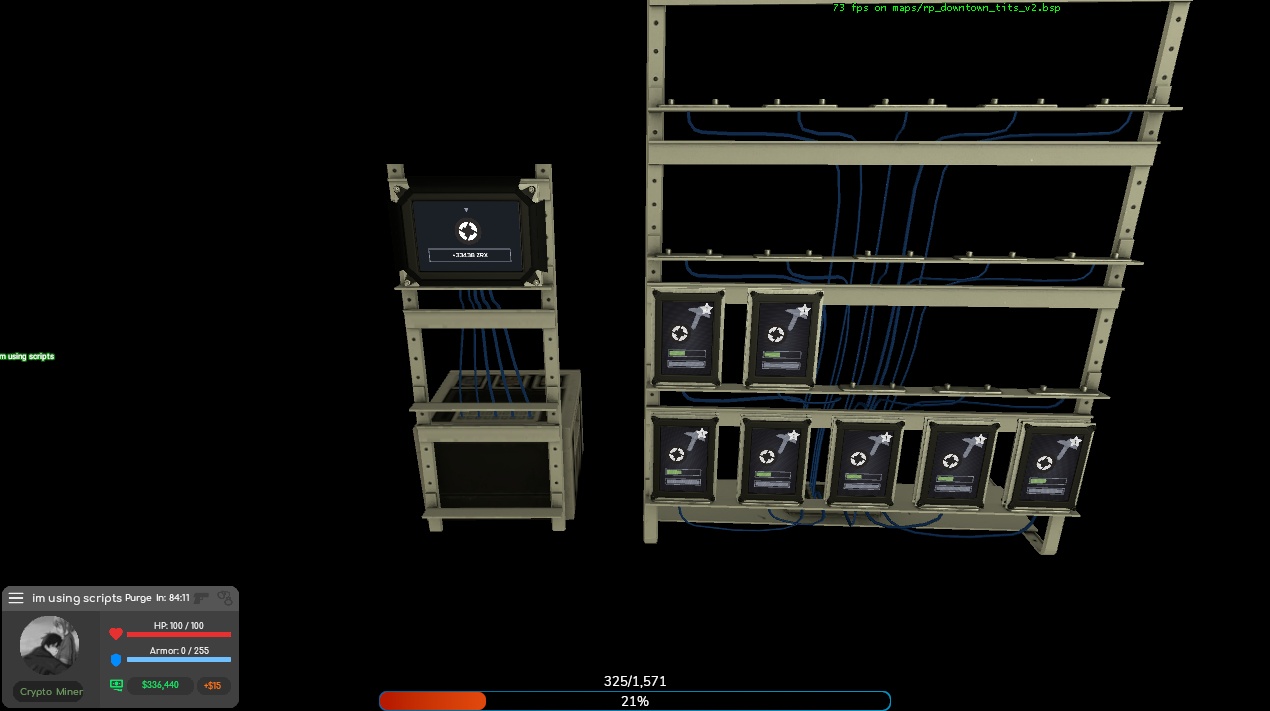 73 fps on maps/rp_downtown_tits_v2.bsp
m using scripts
im using scripts Purge In: 84:11
HP: 100 / 100
Armor: 0 / 255
Crypto Miner
$336,440
+$15
325/1,571
21%